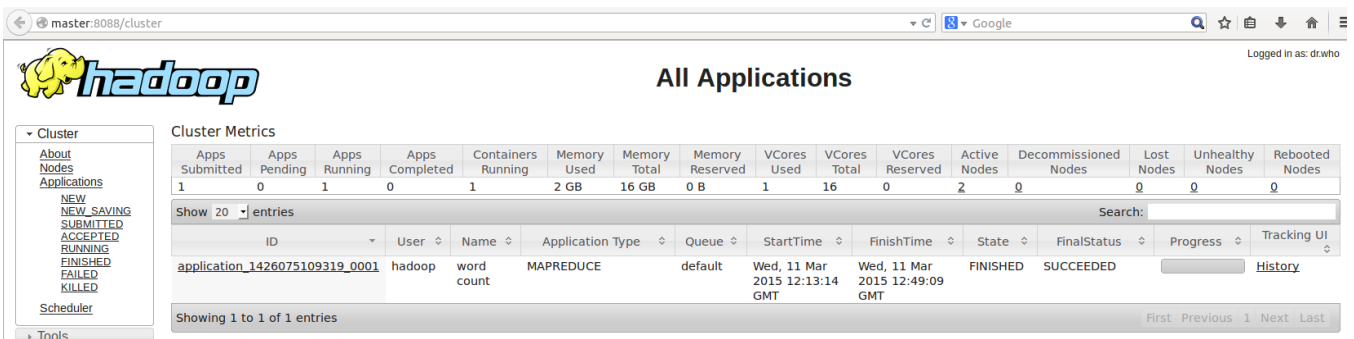 master:8088/cluster
Google
Logged in as: dr.who
hadoop
All Applications
Cluster
About
Nodes
Applications
NEW
NEW_SAVING
SUBMITTED
ACCEPTED
RUNNING
FINISHED
FAILED
KILLED
Scheduler
Tools
Cluster Metrics
Apps Submitted Apps Pending Apps Running Apps Completed Containers Running Memory Used Memory Total Memory Reserved VCores Used VCores Total VCores Reserved Active Nodes Decommissioned Nodes Lost Nodes Unhealthy Nodes Rebooted Nodes
1 0 1 0 1 2 GB 16 GB 0 B 1 16 0 2 0 0 0 0
Show 20 entries Search:
ID User Name Application Type Queue StartTime FinishTime State FinalStatus Progress Tracking UI
application_1426075109319_0001 hadoop word count MAPREDUCE default Wed, 11 Mar 2015 12:13:14 GMT Wed, 11 Mar 2015 12:49:09 GMT FINISHED SUCCEEDED History
Showing 1 to 1 of 1 entries First Previous 1 Next Last